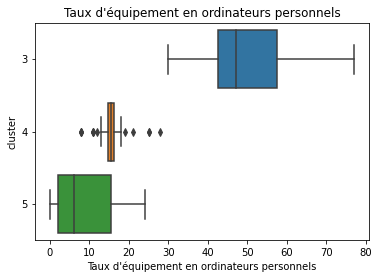 Taux d'équipement en ordinateurs personnels
3
4
5
cluster
0 10 20 30 40 50 60 70 80
Taux d'équipement en ordinateurs personnels